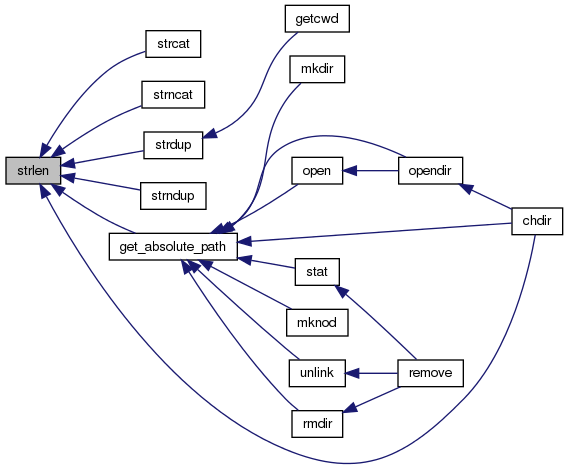 getcwd
strcat
mkdir
strncat
strdup
strlen
open
opendir
strndup
chdir
get_absolute_path
stat
mknod
unlink
remove
rmdir